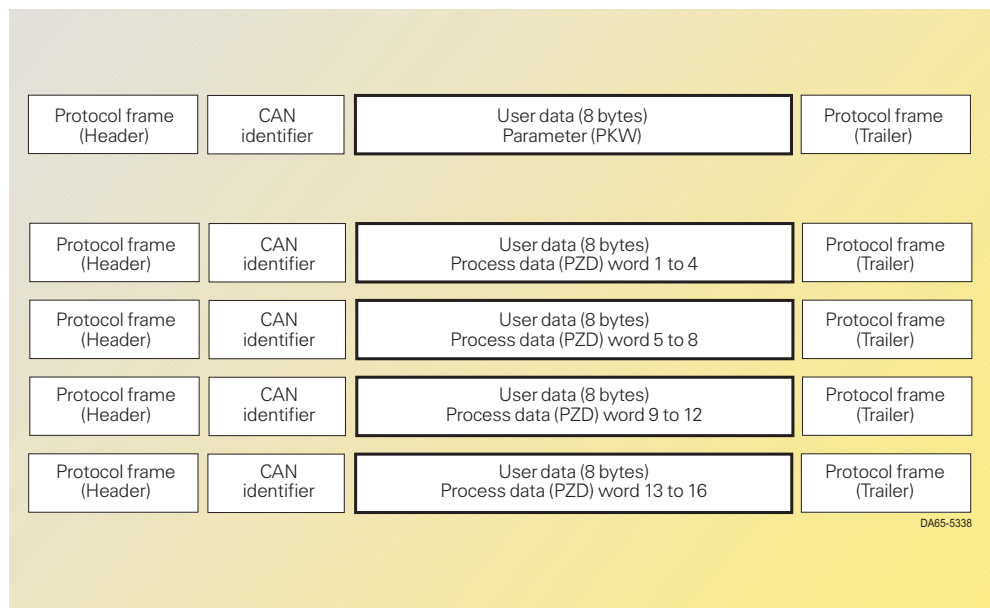 Protocol frame
(Header)
CAN
identifier
User data (8 bytes)
Parameter (PKW)
Protocol frame
(Trailer)
Protocol frame
(Header)
CAN
identifier
User data (8 bytes)
Process data (PZD) word 1 to 4
Protocol frame
(Trailer)
Protocol frame
(Header)
CAN
identifier
User data (8 bytes)
Process data (PZD) word 5 to 8
Protocol frame
(Trailer)
Protocol frame
(Header)
CAN
identifier
User data (8 bytes)
Process data (PZD) word 9 to 12
Protocol frame
(Trailer)
Protocol frame
(Header)
CAN
identifier
User data (8 bytes)
Process data (PZD) word 13 to 16
Protocol frame
(Trailer)
DA65-5338